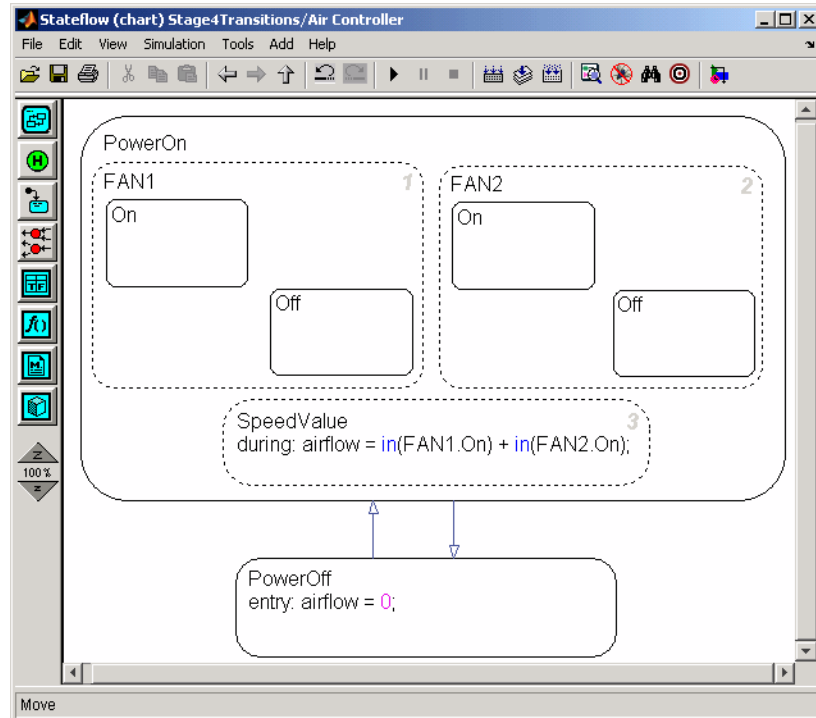 Stateflow (chart) Stage4Transitions/Air Controller
File Edit View Simulation Tools Add Help
PowerOn
FAN1 1
FAN2 2
On
On
Off
Off
SpeedValue 3
during: airflow = in(FAN1.On) + in(FAN2.On);
PowerOff
entry: airflow = 0;
H
TF
f()
M
Z
100 %
z
Move